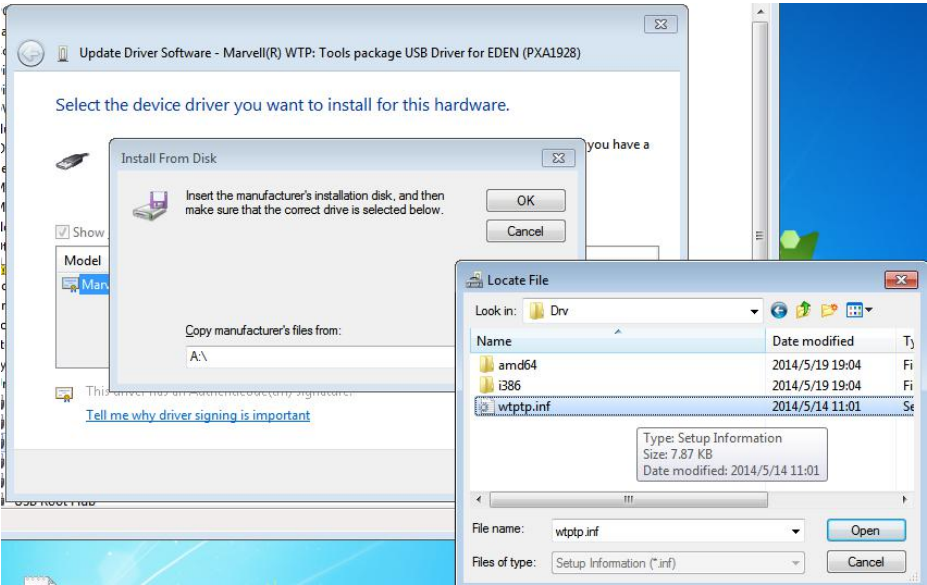 Update Driver Software - Marvell(R) WTP: Tools package USB Driver for EDEN (PXA1928)
Select the device driver you want to install for this hardware.
you have a
Install From Disk
Insert the manufacturer's installation disk, and then
make sure that the correct drive is selected below.
OK
Cancel
Show
Model
Marv
Copy manufacturer's files from:
A:\
This driver has an Authenticode(tm) signature.
Tell me why driver signing is important
USB Root Hub
Locate File
Look in: Drv
Name Date modified Ty
amd64 2014/5/19 19:04 Fi
i386 2014/5/19 19:04 Fi
wtptp.inf 2014/5/14 11:01 Se
Type: Setup Information
Size: 7.87 KB
Date modified: 2014/5/14 11:01
File name: wtptp.inf Open
Files of type: Setup Information (*.inf) Cancel